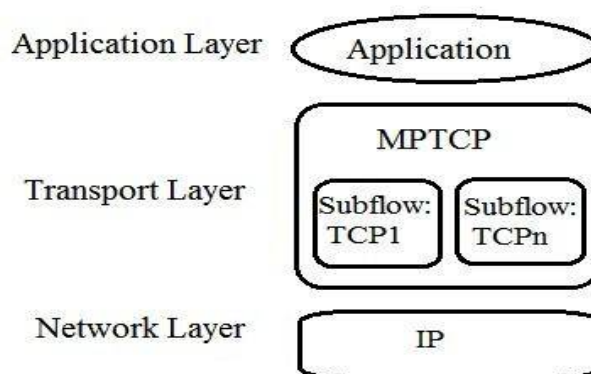 Application Layer
Application
MPTCP
Transport Layer
Subflow:
TCP1
Subflow:
TCPn
Network Layer
IP